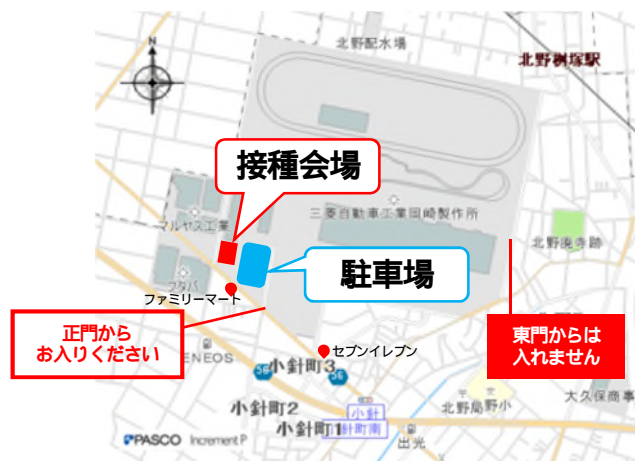 北野配水場
北野桝塚駅
N
接種会場
三菱自動車工業岡崎製作所
マルヤス工業
北野廃寺跡
駐車場
フタバ
ファミリーマート
正門から
お入りください
東門からは
入れません
ENEOS
セブンイレブン
56
小針町3
56
小針町2
小針
小針町1
針町南
北野島野小
大久保商事
出光
PASCO Increment P